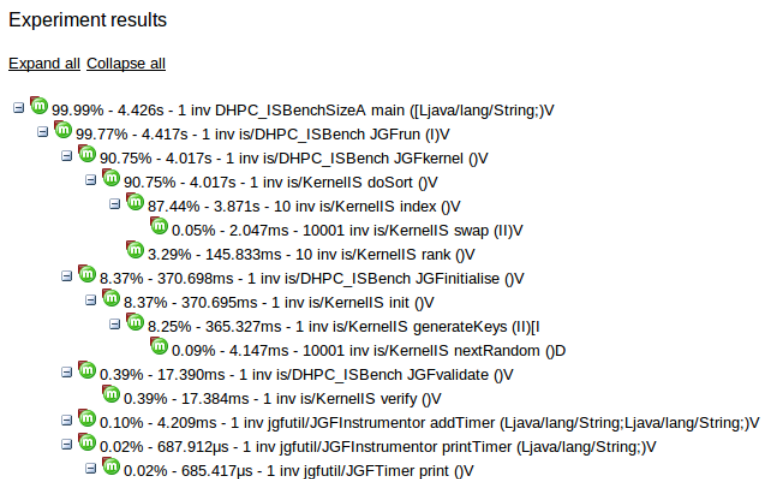 Experiment results
Expand all Collapse all
99.99% - 4.426s - 1 inv DHPC_ISBenchSizeA main ([Ljava/lang/String;)V
99.77% - 4.417s - 1 inv is/DHPC_ISBench JGFrun (I)V
90.75% - 4.017s - 1 inv is/DHPC_ISBench JGFkernel ()V
90.75% - 4.017s - 1 inv is/KernelIS doSort ()V
87.44% - 3.871s - 10 inv is/KernelIS index ()V
0.05% - 2.047ms - 10001 inv is/KernelIS swap (II)V
3.29% - 145.833ms - 10 inv is/KernelIS rank ()V
8.37% - 370.698ms - 1 inv is/DHPC_ISBench JGFinitialise ()V
8.37% - 370.695ms - 1 inv is/KernelIS init ()V
8.25% - 365.327ms - 1 inv is/KernelIS generateKeys (II)[I
0.09% - 4.147ms - 10001 inv is/KernelIS nextRandom ()D
0.39% - 17.390ms - 1 inv is/DHPC_ISBench JGFvalidate ()V
0.39% - 17.384ms - 1 inv is/KernelIS verify ()V
0.10% - 4.209ms - 1 inv jgfutil/JGFInstrumentor addTimer (Ljava/lang/String;Ljava/lang/String;)V
0.02% - 687.912µs - 1 inv jgfutil/JGFInstrumentor printTimer (Ljava/lang/String;)V
0.02% - 685.417µs - 1 inv jgfutil/JGFTimer print ()V